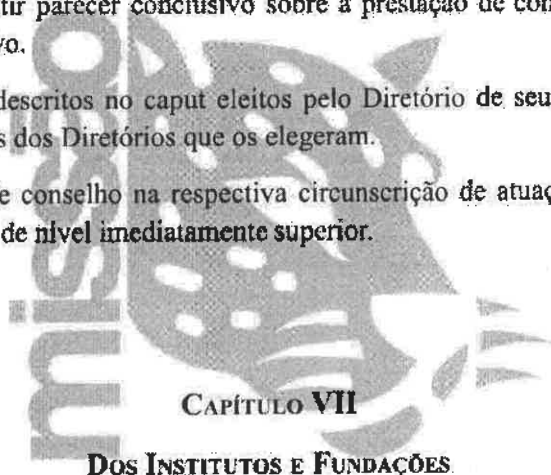 tir parecer conclusivo sobre a prestação de con
vo.
descritos no caput eleitos pelo Diretório de seu
s dos Diretórios que os elegeram.
e conselho na respectiva circunscrição de atuaç
de nível imediatamente superior.
CAPÍTULO VII
DOS INSTITUTOS E FUNDAÇÕES
missão